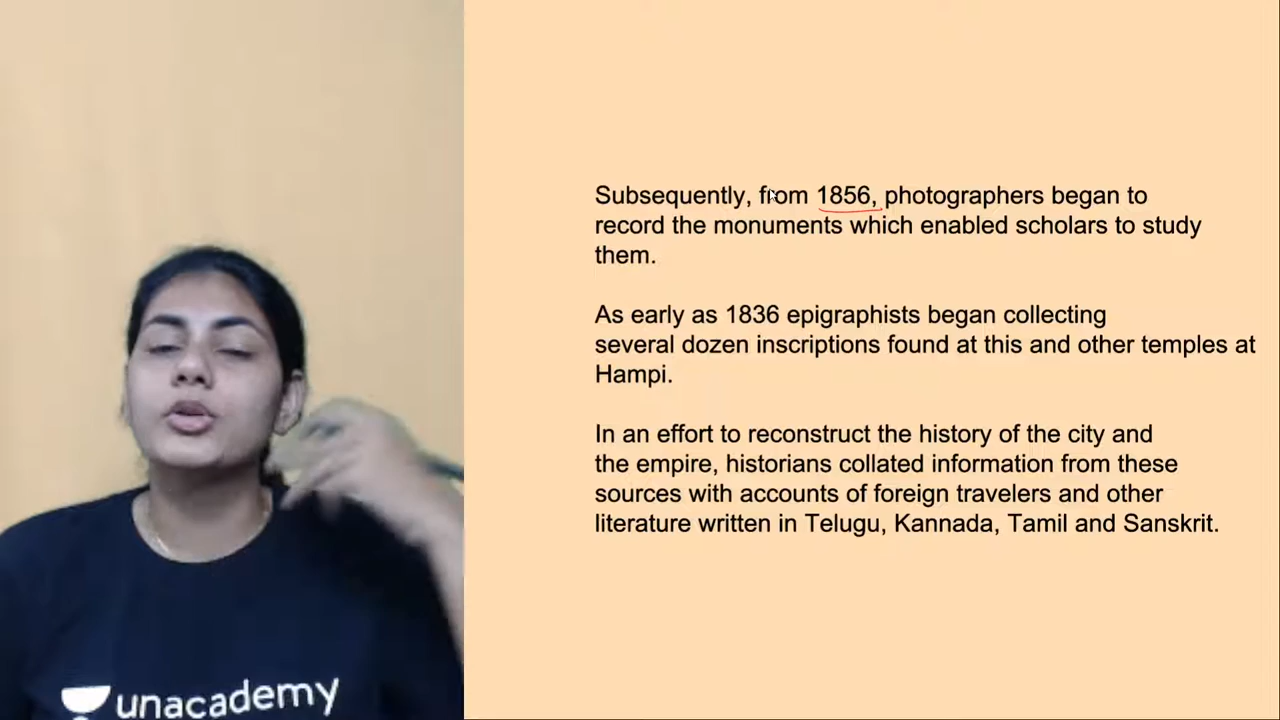 Subsequently, from 1856, photographers began to
record the monuments which enabled scholars to study
them.
As early as 1836 epigraphists began collecting
several dozen inscriptions found at this and other temples at
Hampi.
In an effort to reconstruct the history of the city and
the empire, historians collated information from these
sources with accounts of foreign travelers and other
literature written in Telugu, Kannada, Tamil and Sanskrit.
unacademy